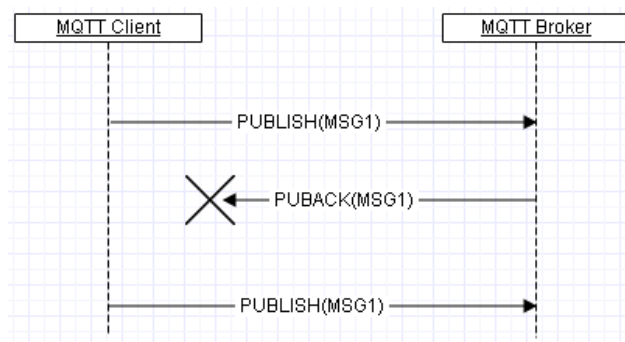 MQTT Client
MQTT Broker
PUBLISH(MSG1)
PUBACK(MSG1)
PUBLISH(MSG1)